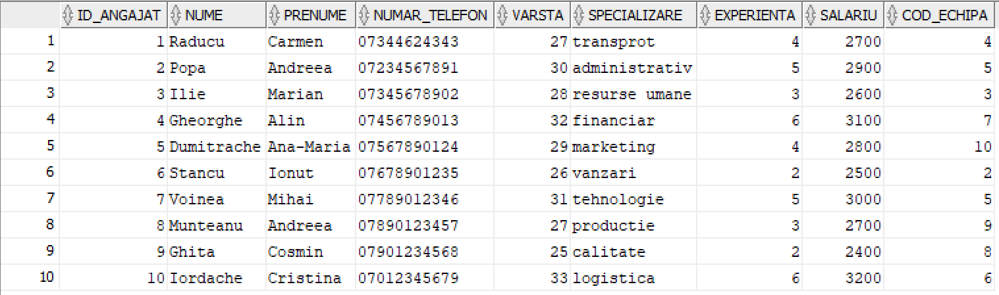 ID_ANGAJAT NUME PRENUME NUMAR_TELEFON VARSTA SPECIALIZARE EXPERIENTA SALARIU COD_ECHIPA
1 1 Raducu Carmen 07344624343 27 transprot 4 2700 4
2 2 Popa Andreea 07234567891 30 administrativ 5 2900 5
3 3 Ilie Marian 07345678902 28 resurse umane 3 2600 3
4 4 Gheorghe Alin 07456789013 32 financiar 6 3100 7
5 5 Dumitrache Ana-Maria 07567890124 29 marketing 4 2800 10
6 6 Stancu Ionut 07678901235 26 vanzari 2 2500 2
7 7 Voinea Mihai 07789012346 31 tehnologie 5 3000 5
8 8 Munteanu Andreea 07890123457 27 productie 3 2700 9
9 9 Ghita Cosmin 07901234568 25 calitate 2 2400 8
10 10 Iordache Cristina 07012345679 33 logistica 6 3200 6